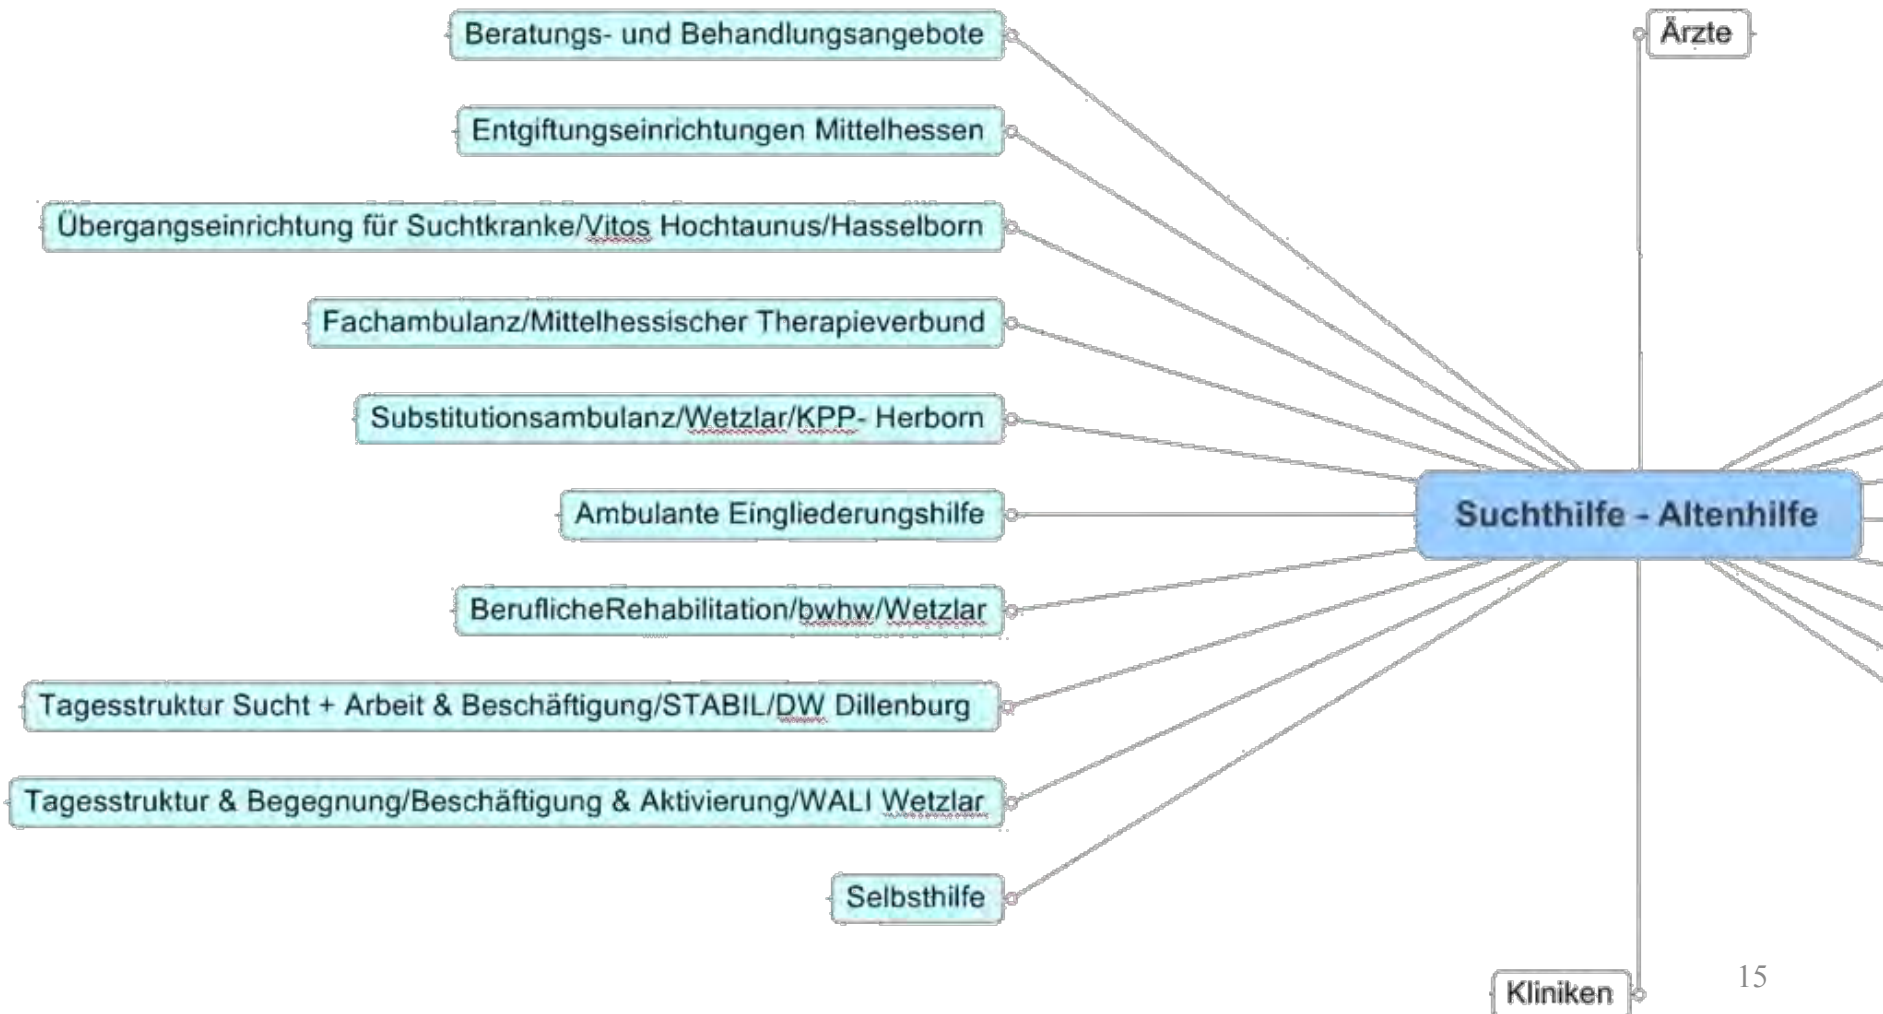 Beratungs- und Behandlungsangebote
Ärzte
Entgiftungseinrichtungen Mittelhessen
Übergangseinrichtung für Suchtkranke/Vitos Hochtaunus/Hasselborn
Fachambulanz/Mittelhessischer Therapieverbund
Substitutionsambulanz/Wetzlar/KPP- Herborn
Suchthilfe - Altenhilfe
Ambulante Eingliederungshilfe
BeruflicheRehabilitation/bwhw/Wetzlar
Tagesstruktur Sucht + Arbeit & Beschäftigung/STABIL/DW Dillenburg
Tagesstruktur & Begegnung/Beschäftigung & Aktivierung/WALI Wetzlar
Selbsthilfe
Kliniken
15